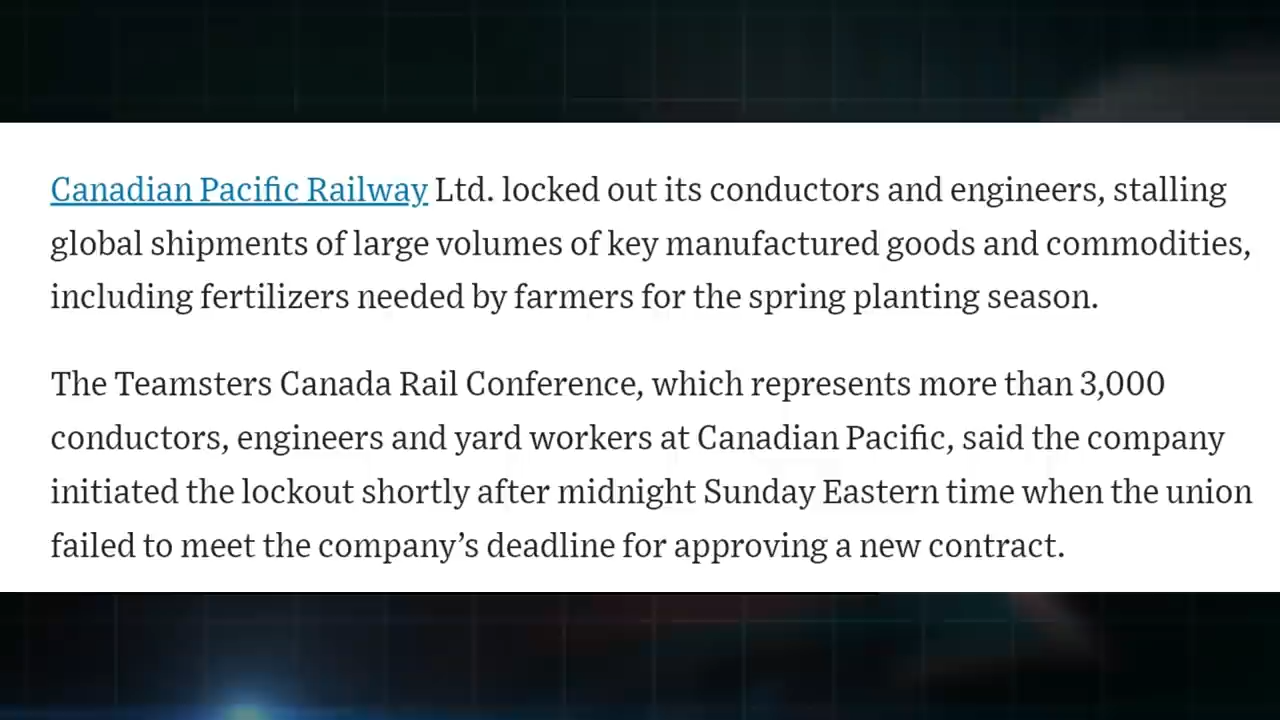 Canadian Pacific Railway Ltd. locked out its conductors and engineers, stalling
global shipments of large volumes of key manufactured goods and commodities,
including fertilizers needed by farmers for the spring planting season.
The Teamsters Canada Rail Conference, which represents more than 3,000
conductors, engineers and yard workers at Canadian Pacific, said the company
initiated the lockout shortly after midnight Sunday Eastern time when the union
failed to meet the company’s deadline for approving a new contract.